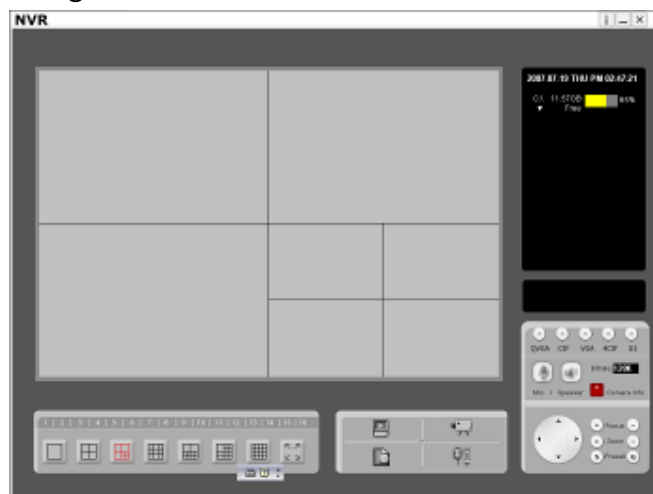 NVR
2007.07.19 THU PM 02:47:21
C:\ 11.57GB
Free
1 | 2 | 3 | 4 | 5 | 6 | 7 | 8 | 9 | 10 | 11 | 12 | 13 | 14 | 15 | 16
QVGA CIF VGA 4CIF D1
Mic | Speaker Camera Info
Focus
Zoom
Preset